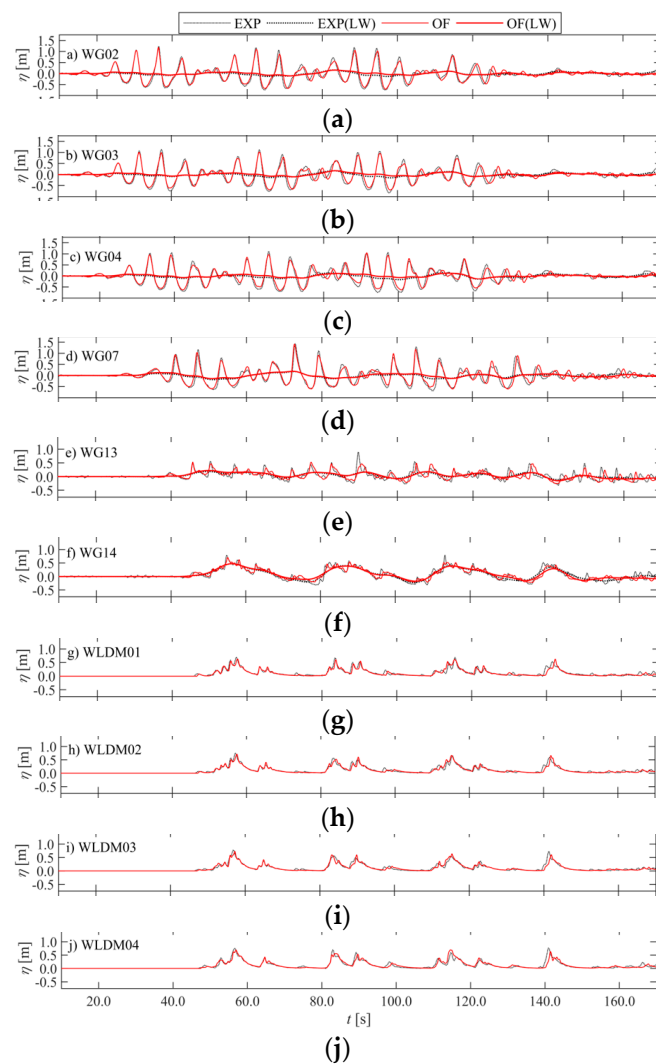 EXP EXP(LW) OF OF(LW)
1.5
a) WG02
1.0
0.5
0.0
-0.5
η [m]
(a)
1.5
b) WG03
1.0
0.5
0.0
-0.5
η [m]
(b)
1.5
c) WG04
1.0
0.5
0.0
-0.5
η [m]
(c)
1.5
d) WG07
1.0
0.5
0.0
-0.5
η [m]
(d)
1.0
e) WG13
0.5
0.0
-0.5
η [m]
(e)
1.0
f) WG14
0.5
0.0
-0.5
η [m]
(f)
g) WLDM01
1.0
0.5
0.0
-0.5
η [m]
(g)
h) WLDM02
1.0
0.5
0.0
-0.5
η [m]
(h)
i) WLDM03
1.0
0.5
0.0
-0.5
η [m]
(i)
j) WLDM04
1.0
0.5
0.0
-0.5
η [m]
20.0 40.0 60.0 80.0 100.0 120.0 140.0 160.0
t [s]
(j)